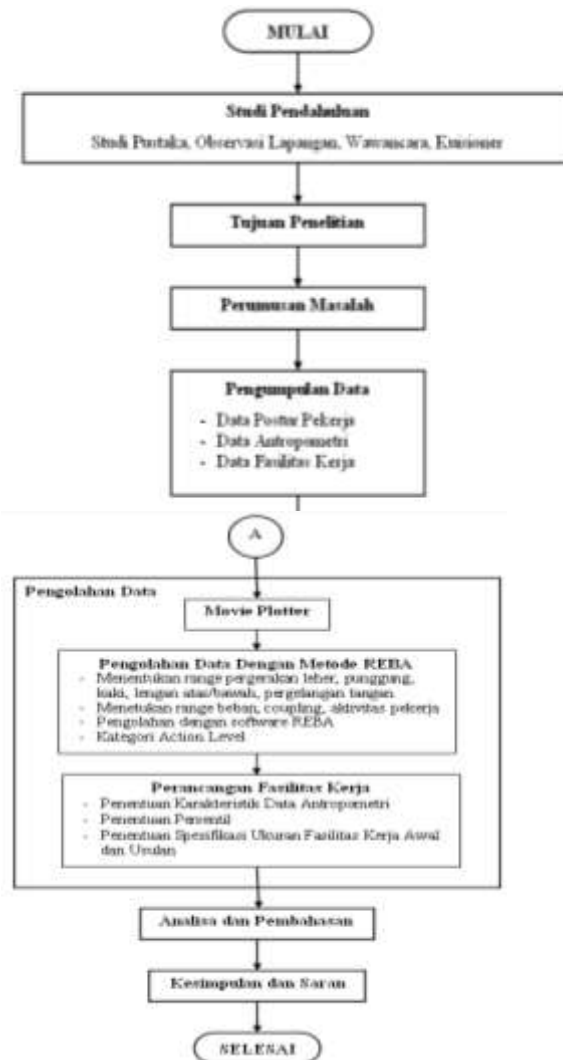 MULAI
Studi Pendahuluan
Studi Pustaka, Observasi Lapangan, Wawancara, Kuisioner
Tujuan Penelitian
Perumusan Masalah
Pengumpulan Data
- Data Postur Pekerja
- Data Antropometri
- Data Fasilitas Kerja
A
Pengolahan Data
Movie Plotter
Pengolahan Data Dengan Metode REBA
- Menentukan range pergerakan leher, punggung,
kaki, lengan atas/bawah, pergelangan tangan
- Menetukan range beban, coupling, aktivitas pekerja
- Pengolahan dengan software REBA
- Kategori Action Level
Perancangan Fasilitas Kerja
- Penentuan Karakteristik Data Antropometri
- Penentuan Persentil
- Penentuan Spesifikasi Ukuran Fasilitas Kerja Awal
dan Usulan
Analisa dan Pembahasan
Kesimpulan dan Saran
SELESAI